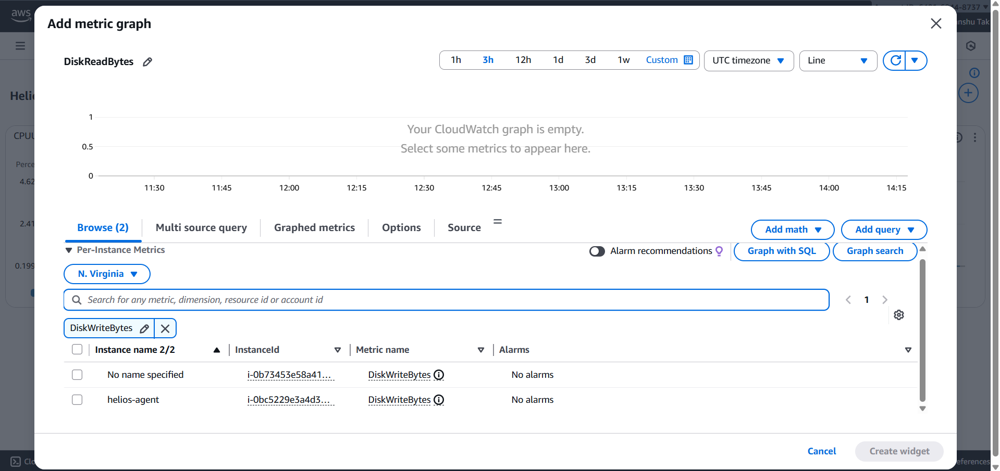 aws
Add metric graph
44-8737
anshu Tak
DiskReadBytes
1h 3h 12h 1d 3d 1w Custom
UTC timezone
Line
Helio
CPUU
Perce
4.62
2.41
0.199
1
0.5
0
Your CloudWatch graph is empty.
Select some metrics to appear here.
11:30 11:45 12:00 12:15 12:30 12:45 13:00 13:15 13:30 13:45 14:00 14:15
Browse (2) Multi source query Graphed metrics Options Source
Add math Add query
Per-Instance Metrics
Alarm recommendations
Graph with SQL Graph search
N. Virginia
Search for any metric, dimension, resource id or account id
1
DiskWriteBytes
Instance name 2/2 InstanceId Metric name Alarms
No name specified i-0b73453e58a41... DiskWriteBytes No alarms
helios-agent i-0bc5229e3a4d3... DiskWriteBytes No alarms
Cancel Create widget
Clo
eferences